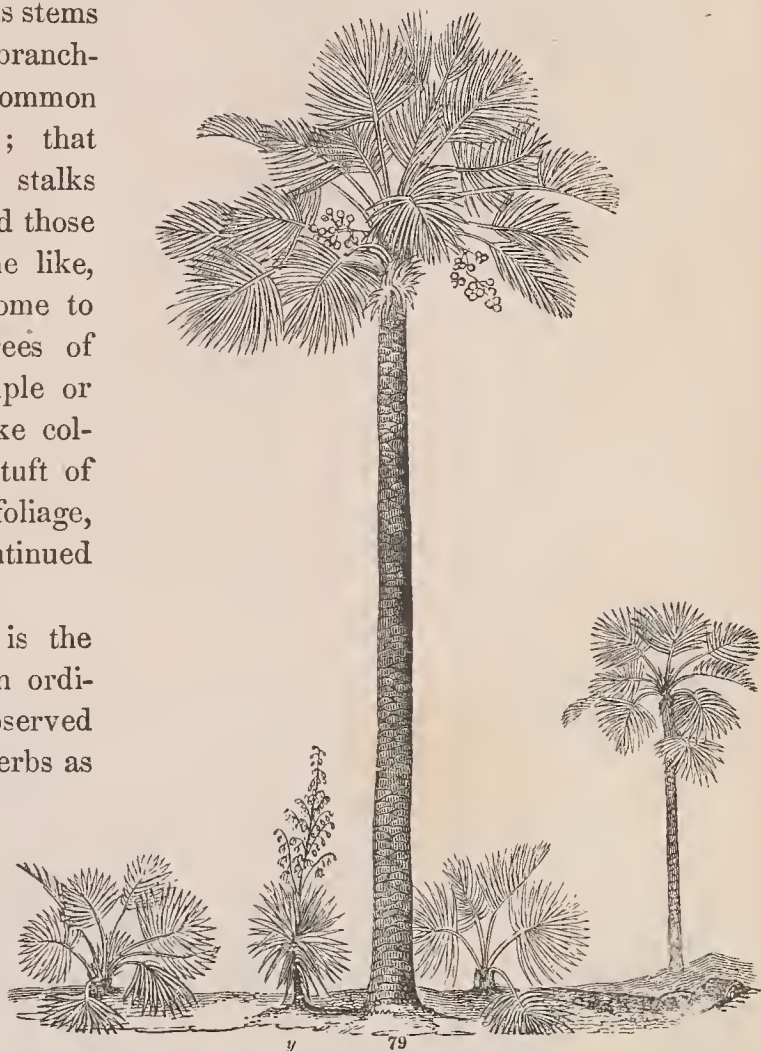 s stems
branch-
ommon
; that
stalks
d those
e like,
ome to
ees of
ple or
ke col-
tuft of
foliage,
tinued
is the
n ordi-
served
erbs as
y 79